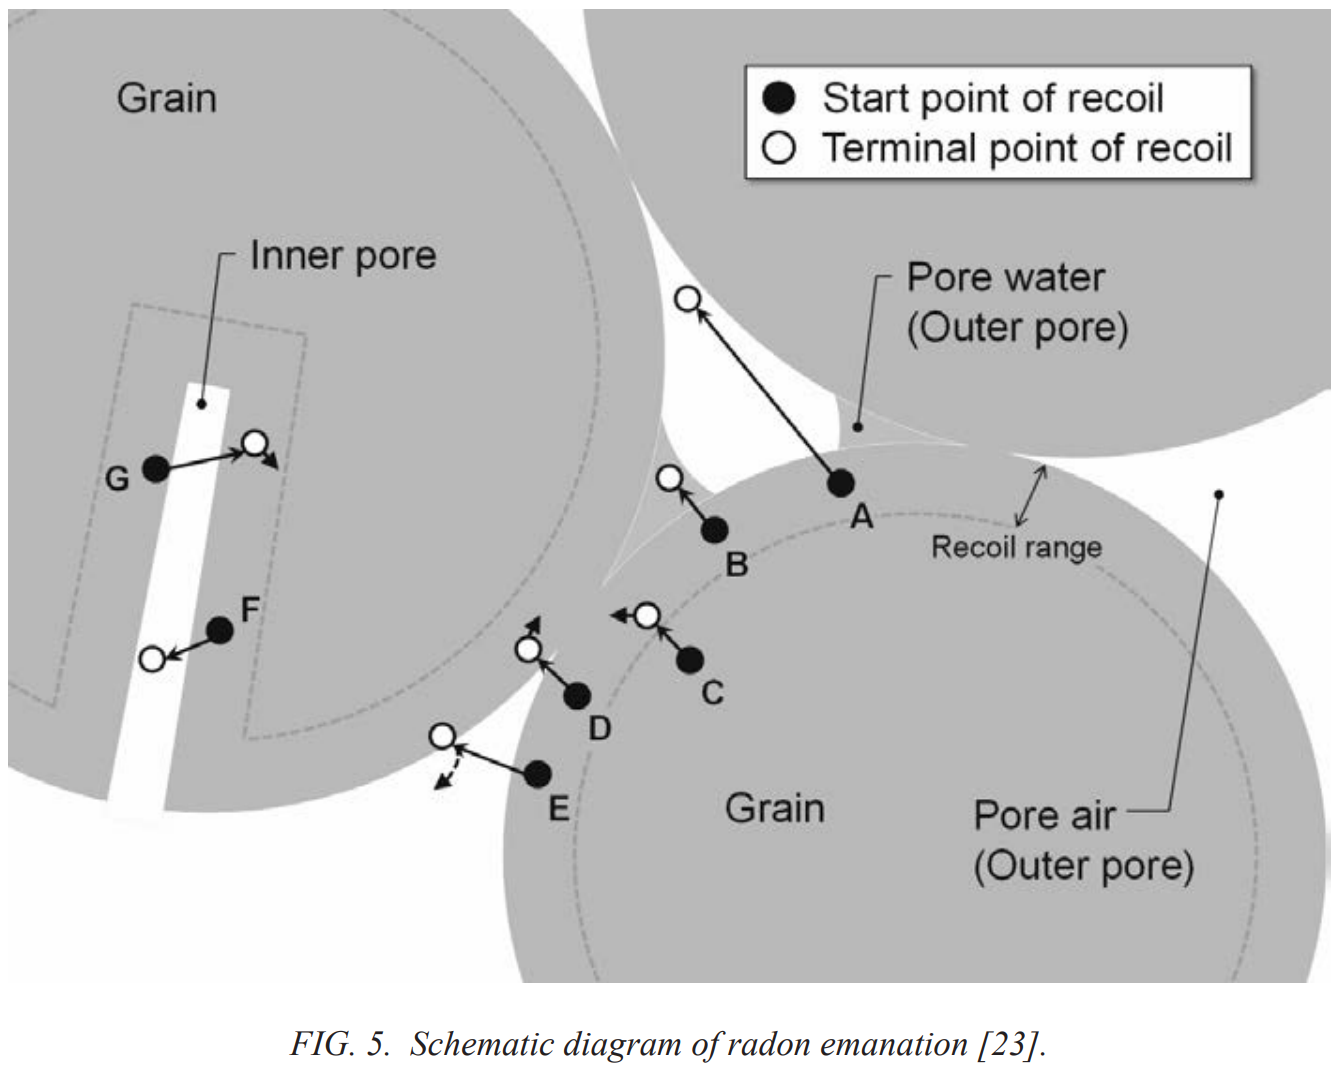 Grain
Start point of recoil
Terminal point of recoil
Inner pore
Pore water
(Outer pore)
G
A
B
Recoil range
F
C
D
E
Grain
Pore air
(Outer pore)
FIG. 5. Schematic diagram of radon emanation [23].